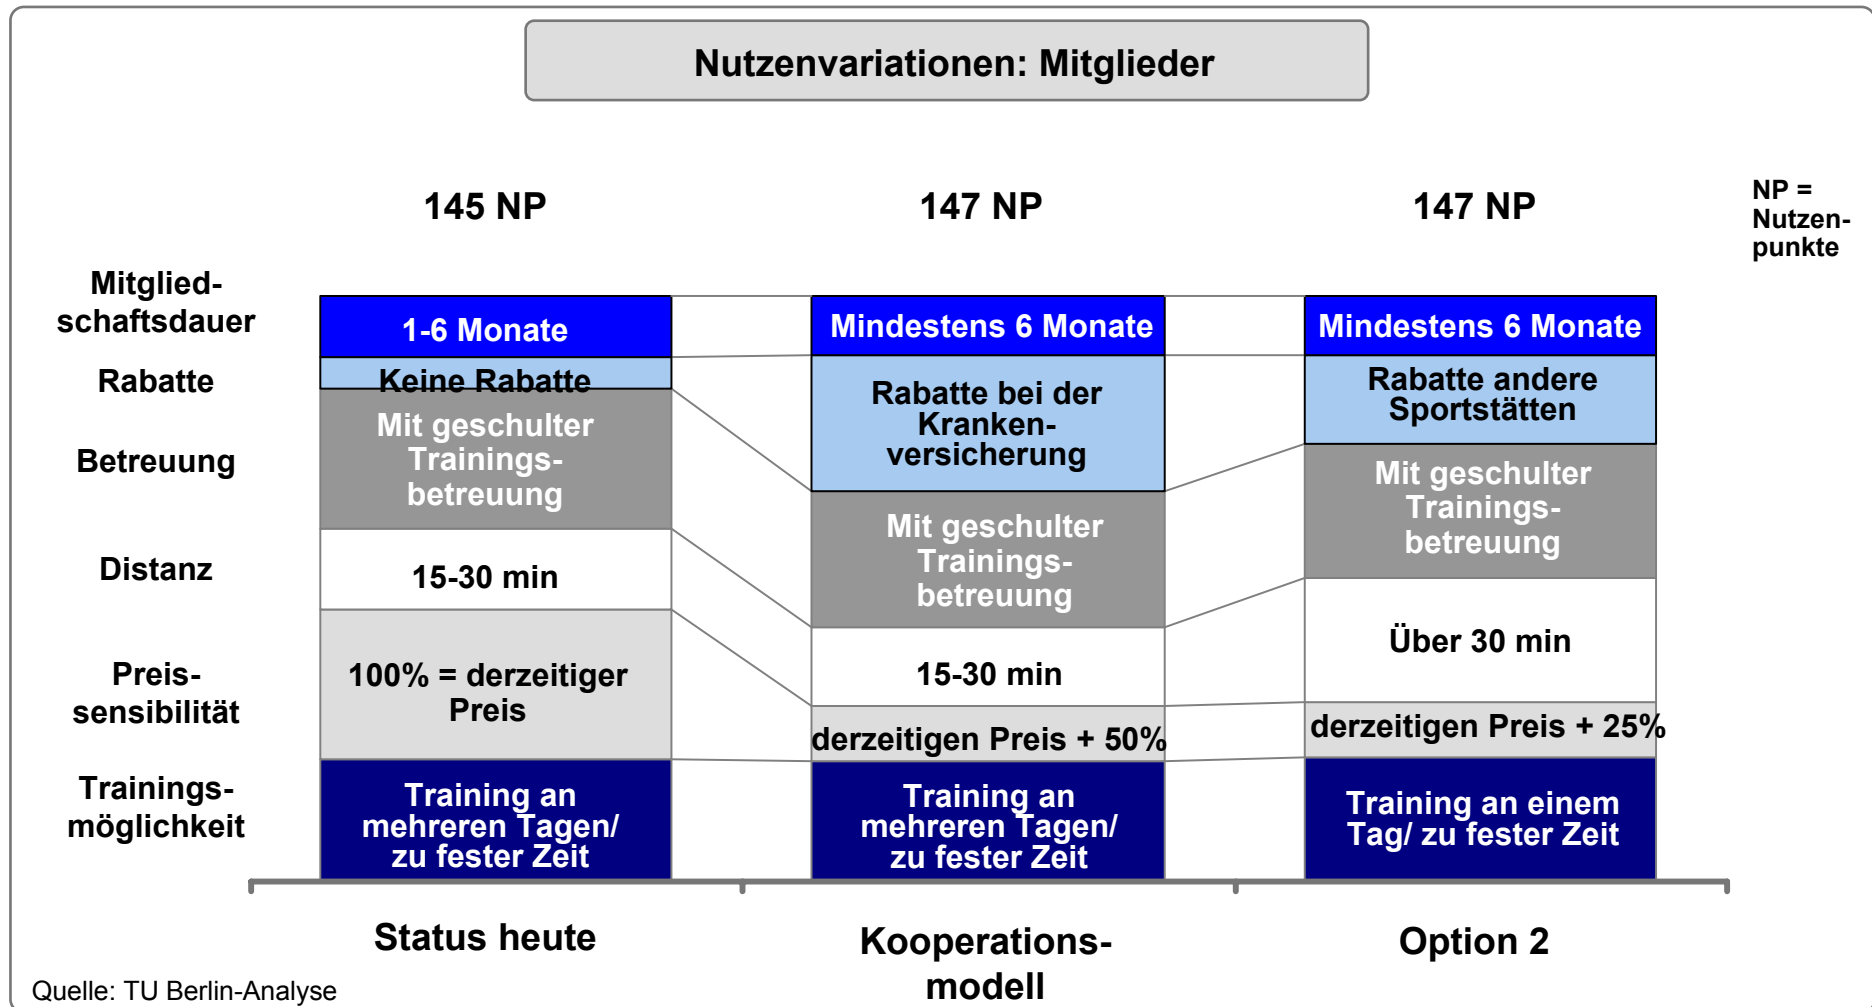 Nutzenvariationen: Mitglieder
145 NP
147 NP
147 NP
NP =
Nutzen-
punkte
Mitglied-
schaftsdauer
Rabatte
Betreuung
Distanz
Preis-
sensibilität
Trainings-
möglichkeit
1-6 Monate
Keine Rabatte
Mit geschulter
Trainings-
betreuung
15-30 min
100% = derzeitiger
Preis
Training an
mehreren Tagen/
zu fester Zeit
Mindestens 6 Monate
Rabatte bei der
Kranken-
versicherung
Mit geschulter
Trainings-
betreuung
15-30 min
derzeitigen Preis + 50%
Training an
mehreren Tagen/
zu fester Zeit
Mindestens 6 Monate
Rabatte andere
Sportstätten
Mit geschulter
Trainings-
betreuung
Über 30 min
derzeitigen Preis + 25%
Training an einem
Tag/ zu fester Zeit
Status heute
Kooperations-
modell
Option 2
Quelle: TU Berlin-Analyse